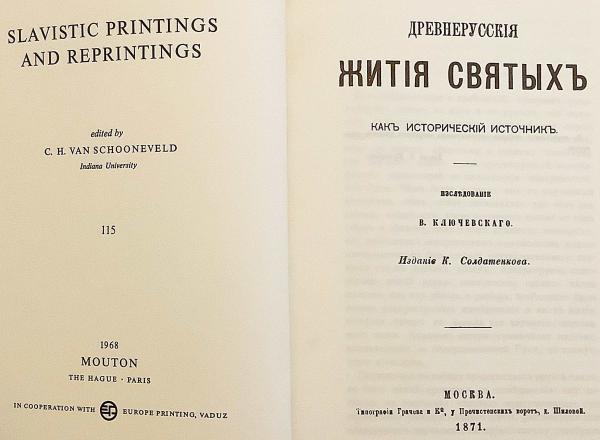 SLAVISTIC PRINTINGS
AND REPRINTINGS
edited by
C. H. VAN SCHOONEVELD
Indiana University
115
1968
MOUTON
THE HAGUE · PARIS
IN COOPERATION WITH EUROPE PRINTING, VADUZ
ДРЕВНЕРУССКІЯ
ЖИТІЯ СВЯТЫХЪ
КАКЪ ИСТОРИЧЕСКІЙ ИСТОЧНИКЪ.
ИЗСЛѢДОВАНІЕ
В. КЛЮЧЕВСКАГО.
Изданіе К. Солдатенкова.
МОСКВА.
Типографія Грачева и Ко, у Пречистенскихъ воротъ, д. Шиловой.
1871.